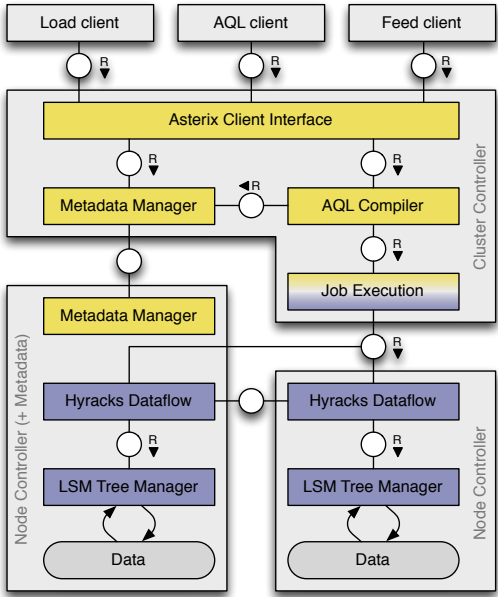 Load client
AQL client
Feed client
R
R
R
Asterix Client Interface
R
R
Cluster Controller
Metadata Manager
R
AQL Compiler
R
Job Execution
Metadata Manager
R
Node Controller (+ Metadata)
Hyracks Dataflow
Hyracks Dataflow
Node Controller
R
R
LSM Tree Manager
LSM Tree Manager
Data
Data